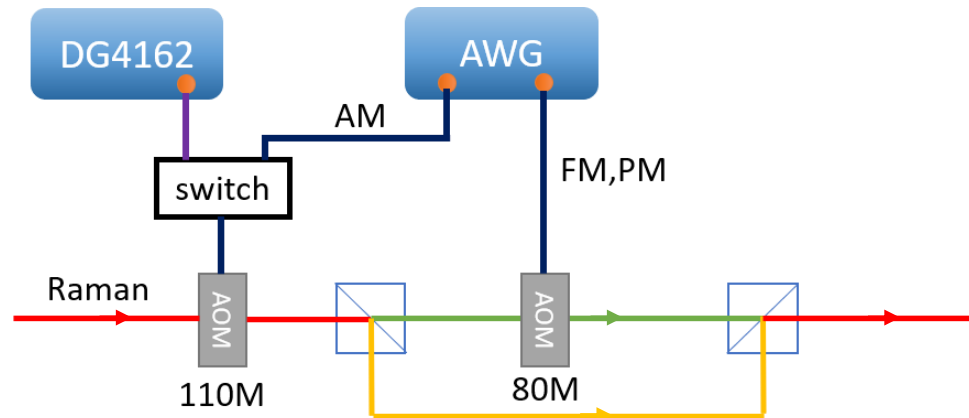 DG4162
AWG
AM
switch
FM,PM
Raman
AOM
AOM
110M
80M